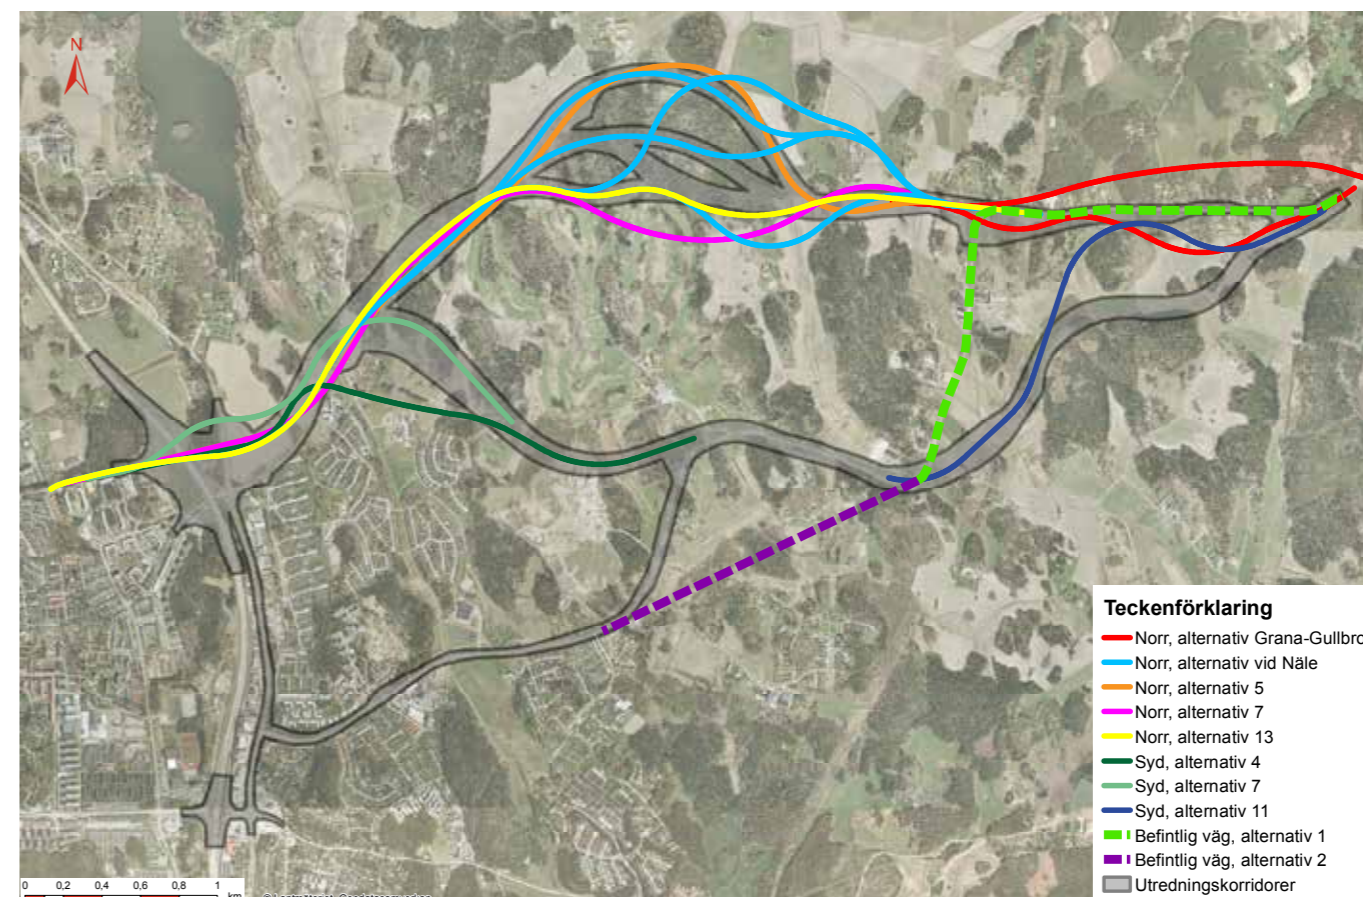 N
Teckenförklaring
Norr, alternativ Grana-Gullbro
Norr, alternativ vid Näle
Norr, alternativ 5
Norr, alternativ 7
Norr, alternativ 13
Syd, alternativ 4
Syd, alternativ 7
Syd, alternativ 11
Befintlig väg, alternativ 1
Befintlig väg, alternativ 2
Utredningskorridorer
0 0,2 0,4 0,6 0,8 1
km